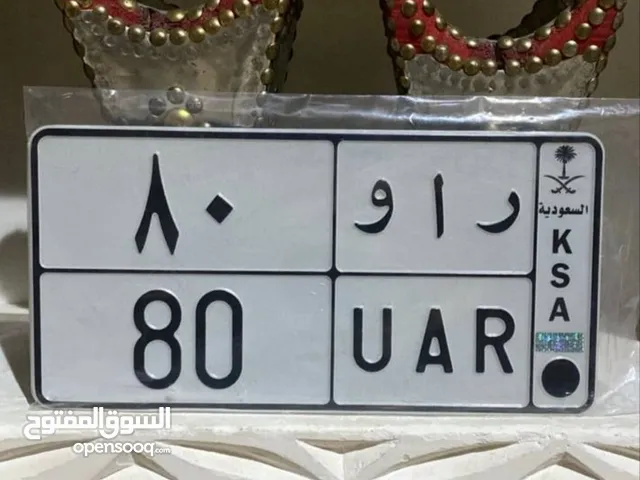 ٨٠
ر ا و
80
UAR
السعودية
K
S
A
السوق المفتوح
opensooq.com